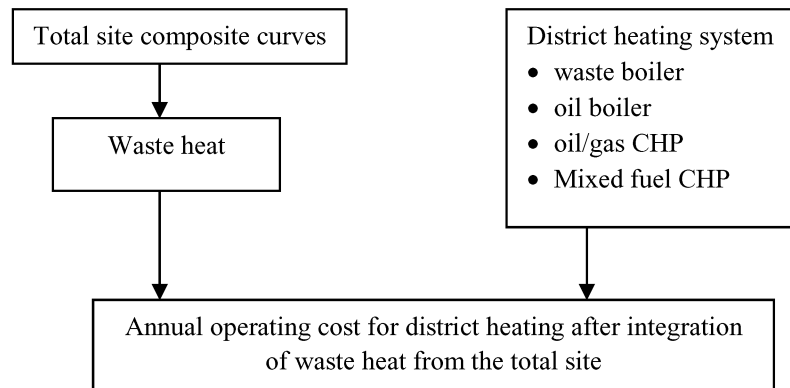 Total site composite curves
Waste heat
District heating system
• waste boiler
• oil boiler
• oil/gas CHP
• Mixed fuel CHP
Annual operating cost for district heating after integration
of waste heat from the total site